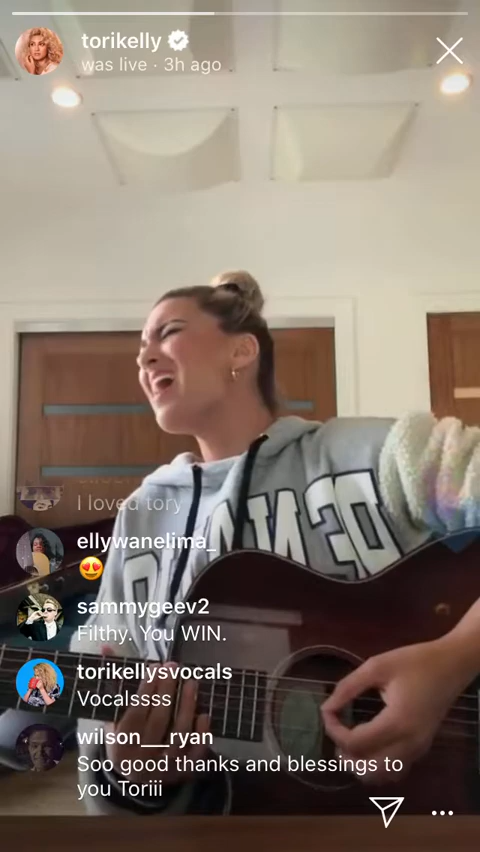 torikelly
was live · 3h ago
I loved tory
ellywanelima_
😍
sammygeev2
Filthy. You WIN.
torikellysvocals
Vocalssss
wilson__ryan
Soo good thanks and blessings to
you Toriii